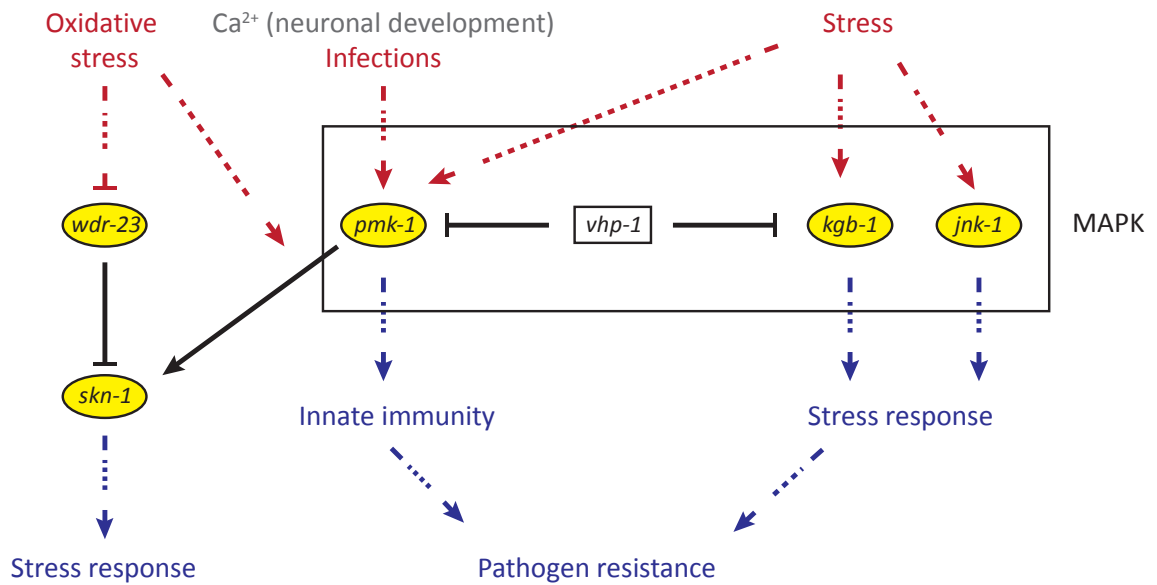 Oxidative
stress
Ca²⁺ (neuronal development)
Infections
Stress
wdr-23
pmk-1
vhp-1
kgb-1
jnk-1
MAPK
skn-1
Innate immunity
Stress response
Stress response
Pathogen resistance